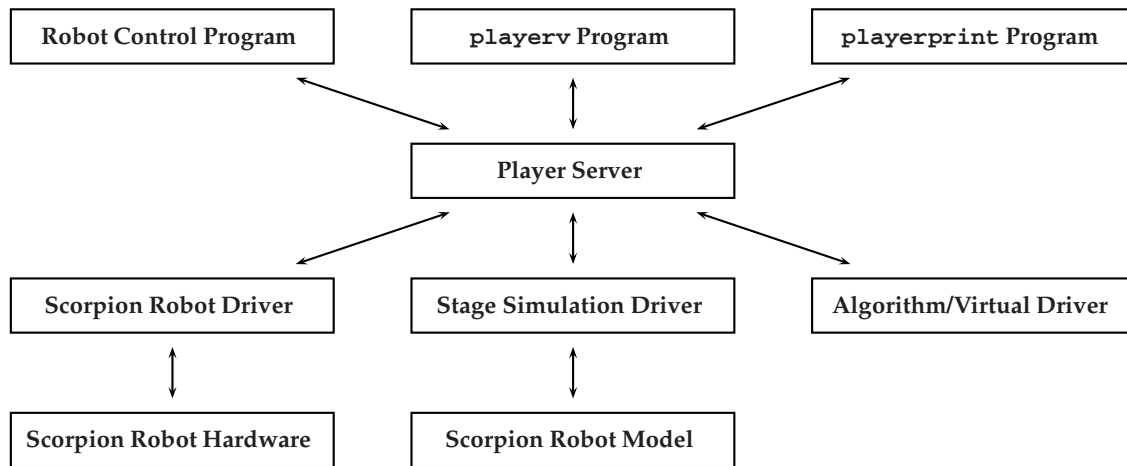 Robot Control Program
playerv Program
playerprint Program
Player Server
Scorpion Robot Driver
Stage Simulation Driver
Algorithm/Virtual Driver
Scorpion Robot Hardware
Scorpion Robot Model